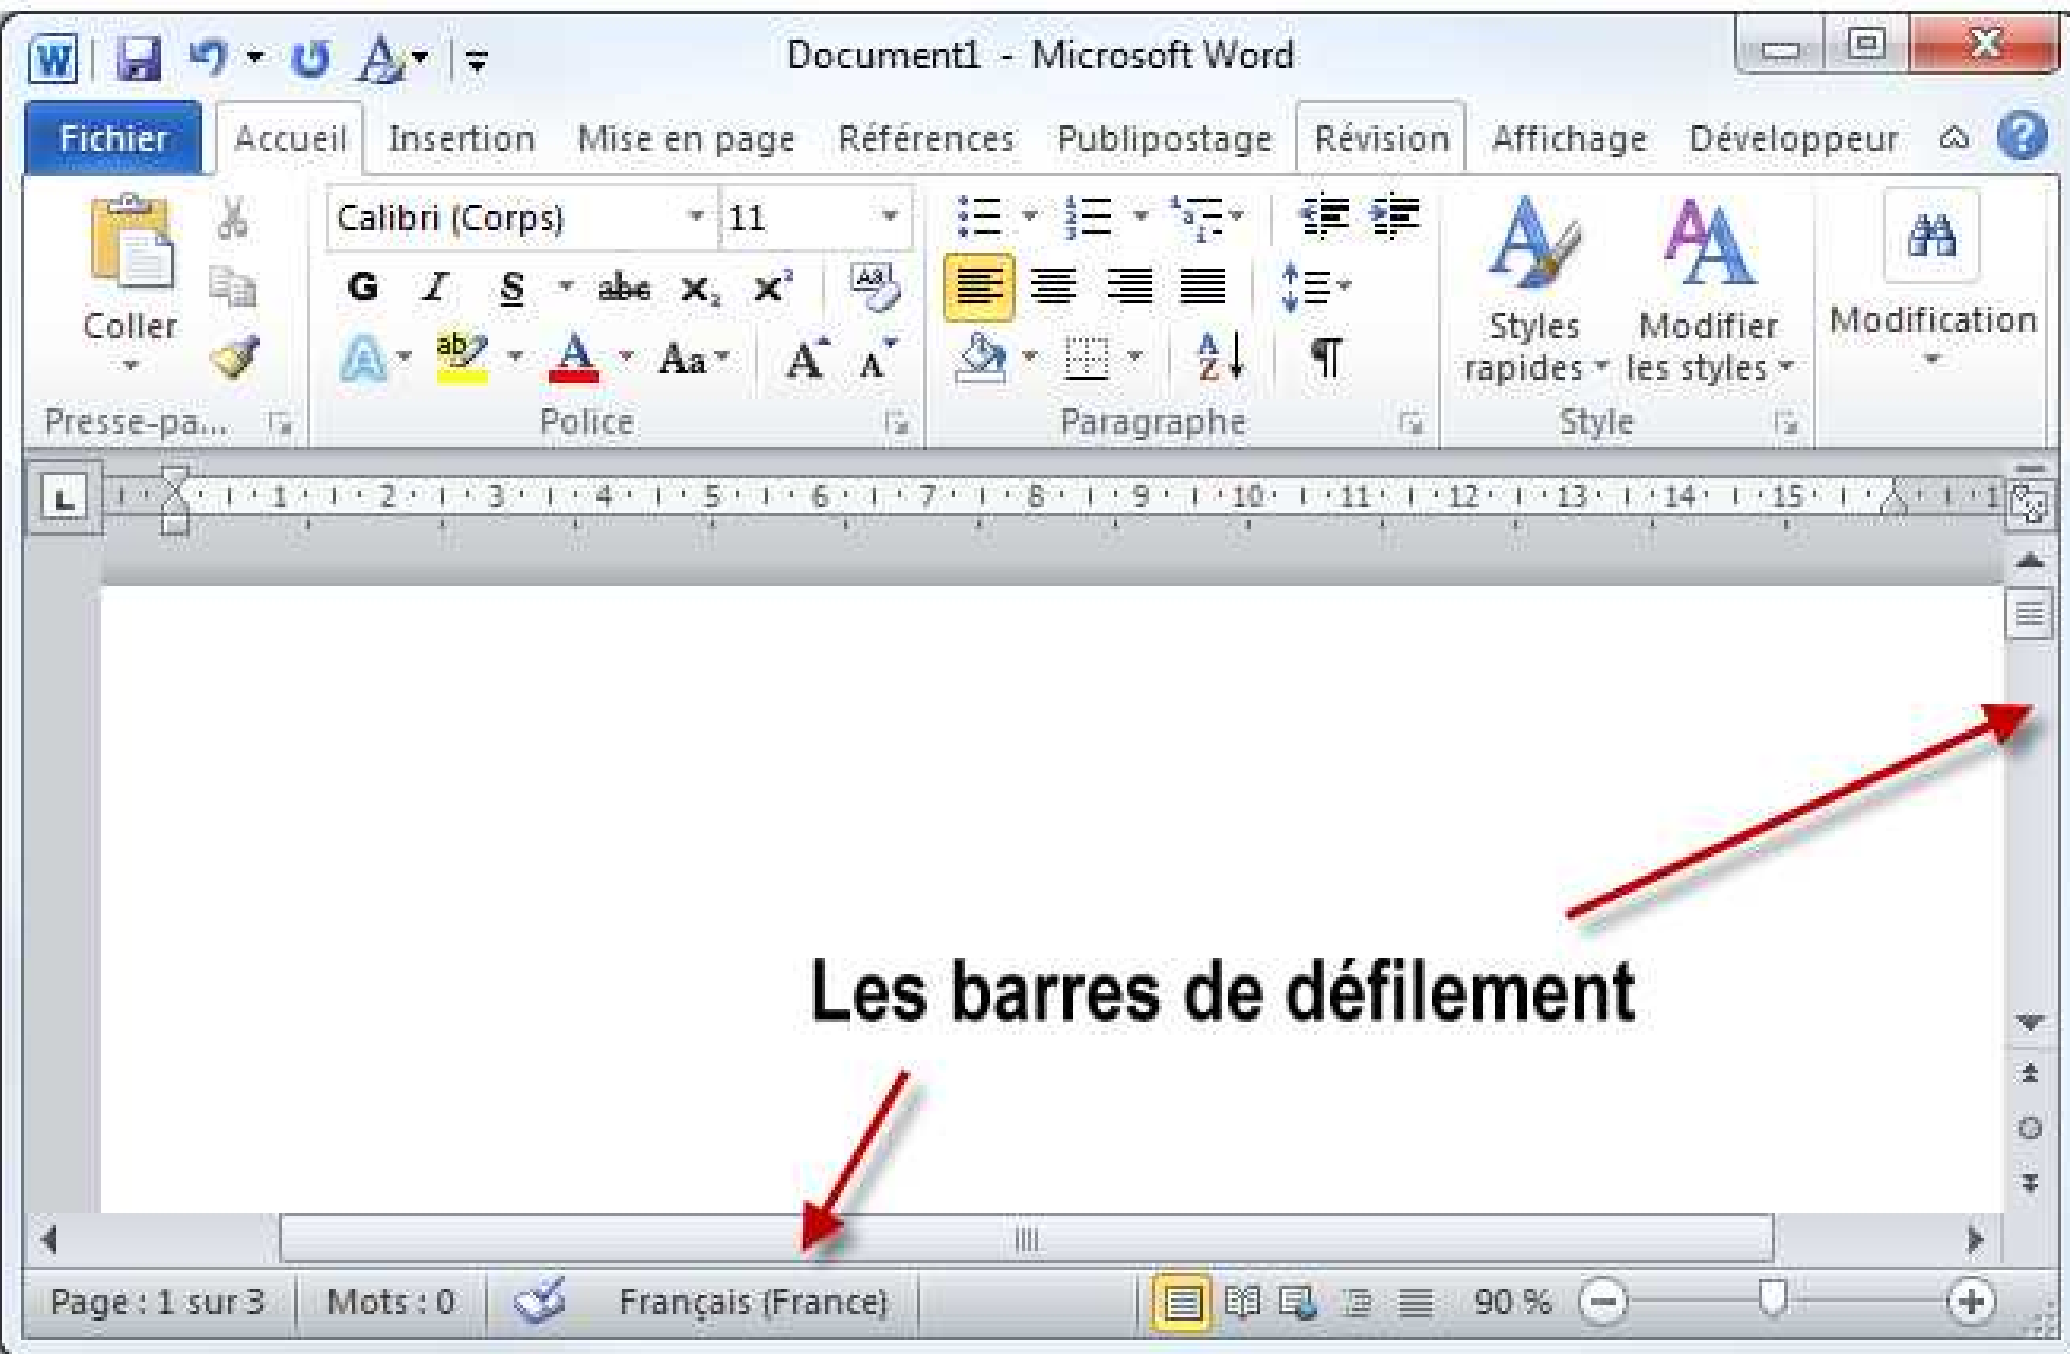 Document1 - Microsoft Word
Fichier Accueil Insertion Mise en page Références Publipostage Révision Affichage Développeur
Calibri (Corps) 11
G I S abc x₂ x²
Coller
Aa A A
Styles rapides
Modifier les styles
Modification
Presse-pa... Police Paragraphe Style
1 2 3 4 5 6 7 8 9 10 11 12 13 14 15
Les barres de défilement
Page : 1 sur 3 Mots : 0 Français (France) 90 %